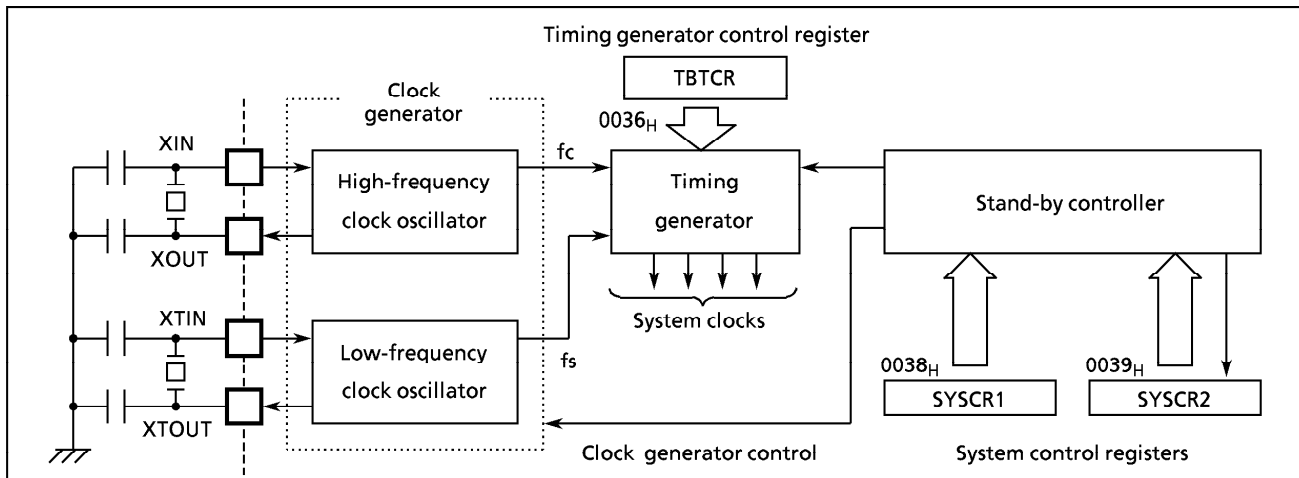 Timing generator control register
TBTCR
0036H
Clock
generator
XIN
XOUT
High-frequency
clock oscillator
fc
Timing
generator
Stand-by controller
System clocks
XTIN
XTOUT
Low-frequency
clock oscillator
fs
0038H
SYSCR1
0039H
SYSCR2
Clock generator control
System control registers